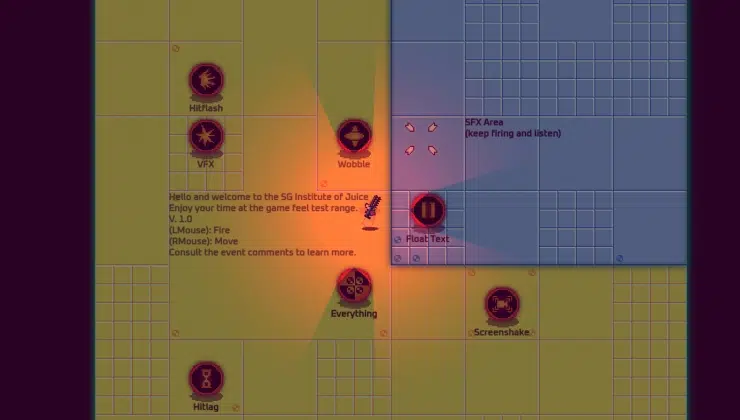 Hitflash
SFX Area
(keep firing and listen)
VFX
Wobble
Hello and welcome to the SG Institute of Juice
Enjoy your time at the game feel test range.
V. 1.0
(LMouse): Fire
(RMouse): Move
Consult the event comments to learn more.
Float Text
Everything
Screenshake
Hitlag